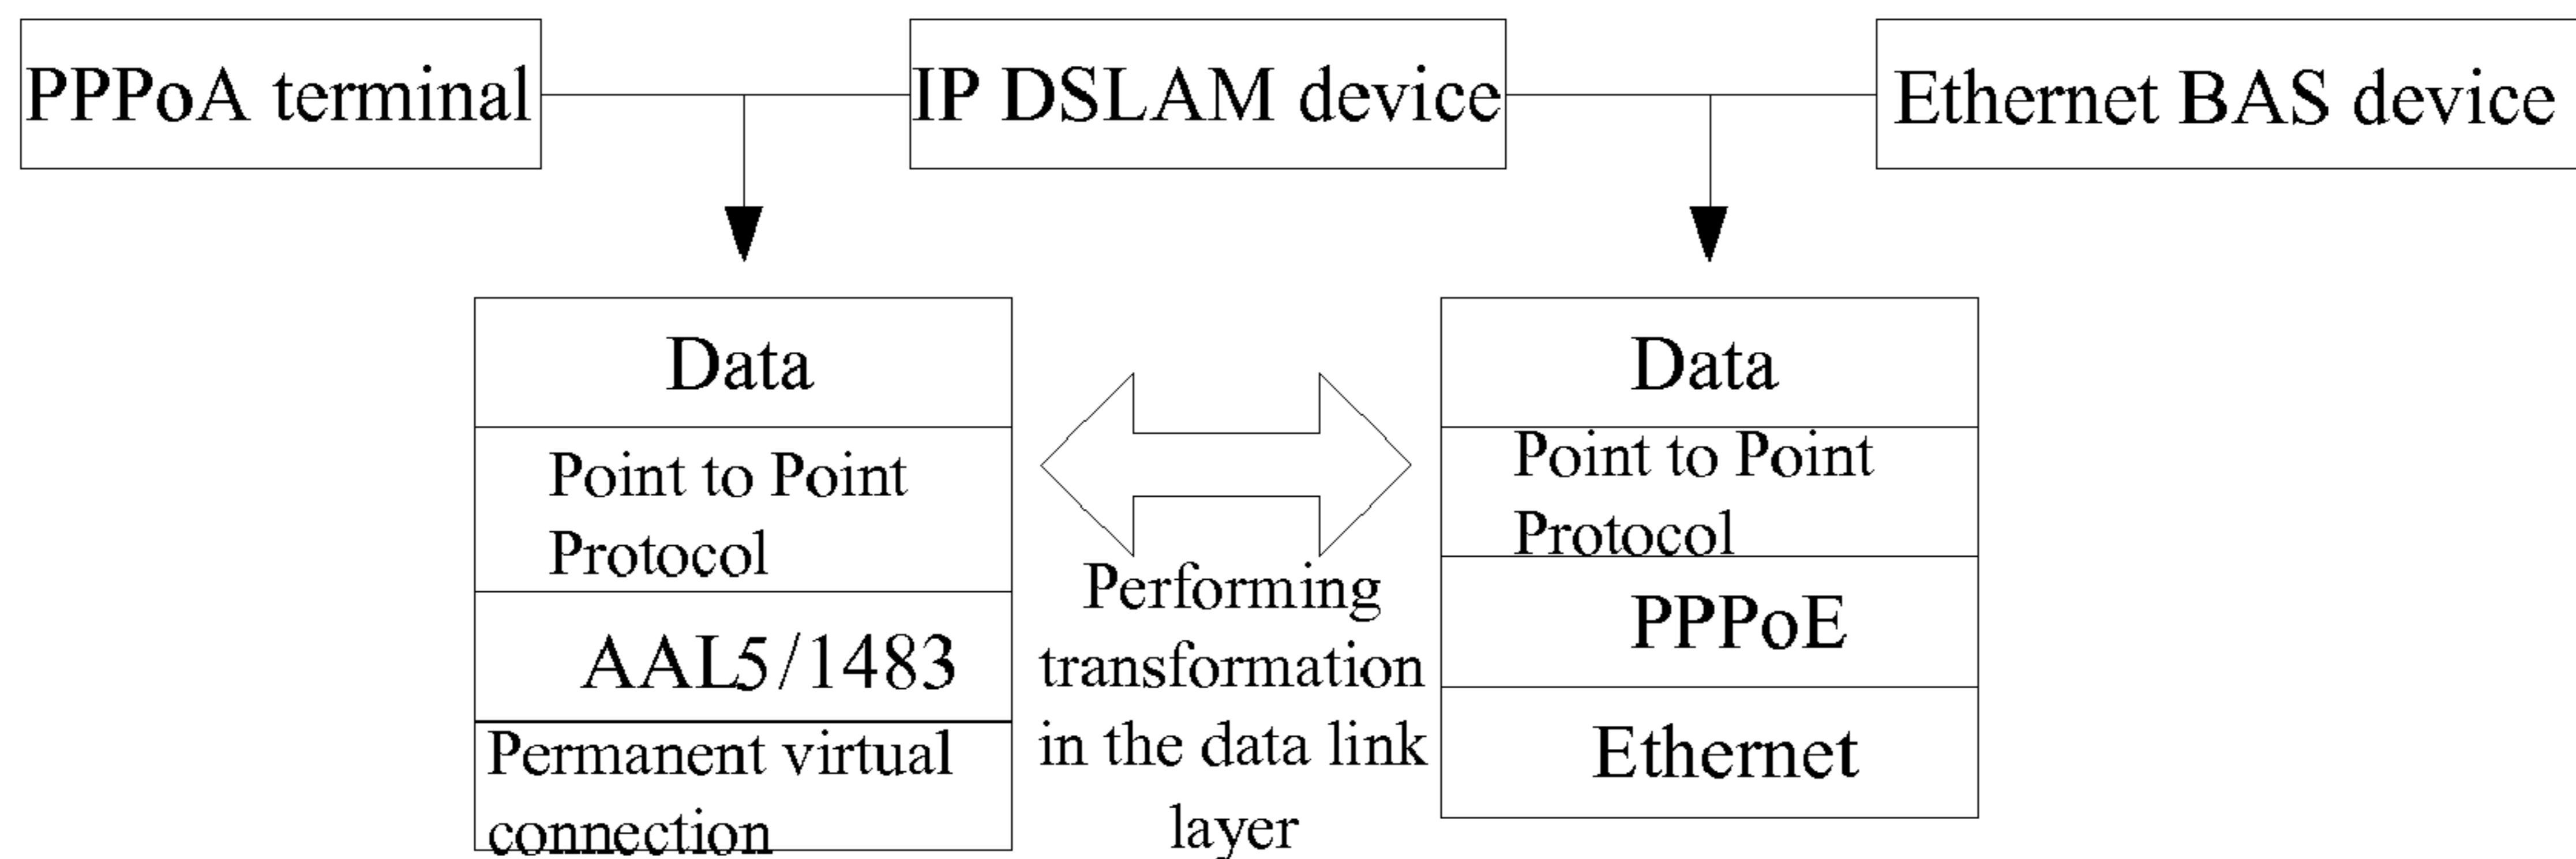 PPPoA terminal
IP DSLAM device
Ethernet BAS device
Data
Point to Point
Protocol
AAL5/1483
Permanent virtual
connection
Performing
transformation
in the data link
layer
Data
Point to Point
Protocol
PPPoE
Ethernet